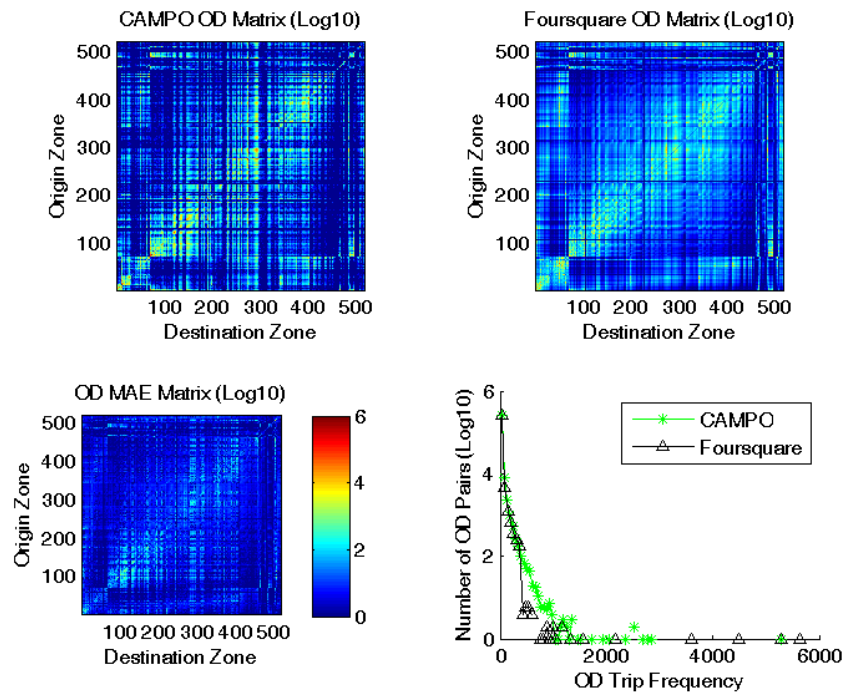 CAMPO OD Matrix (Log10)
500
400
300
200
100
Origin Zone
100 200 300 400 500
Destination Zone
Foursquare OD Matrix (Log10)
500
400
300
200
100
Origin Zone
100 200 300 400 500
Destination Zone
OD MAE Matrix (Log10)
500
400
300
200
100
Origin Zone
100 200 300 400 500
Destination Zone
6
4
2
0
6
4
2
0
Number of OD Pairs (Log10)
CAMPO
Foursquare
0 2000 4000 6000
OD Trip Frequency